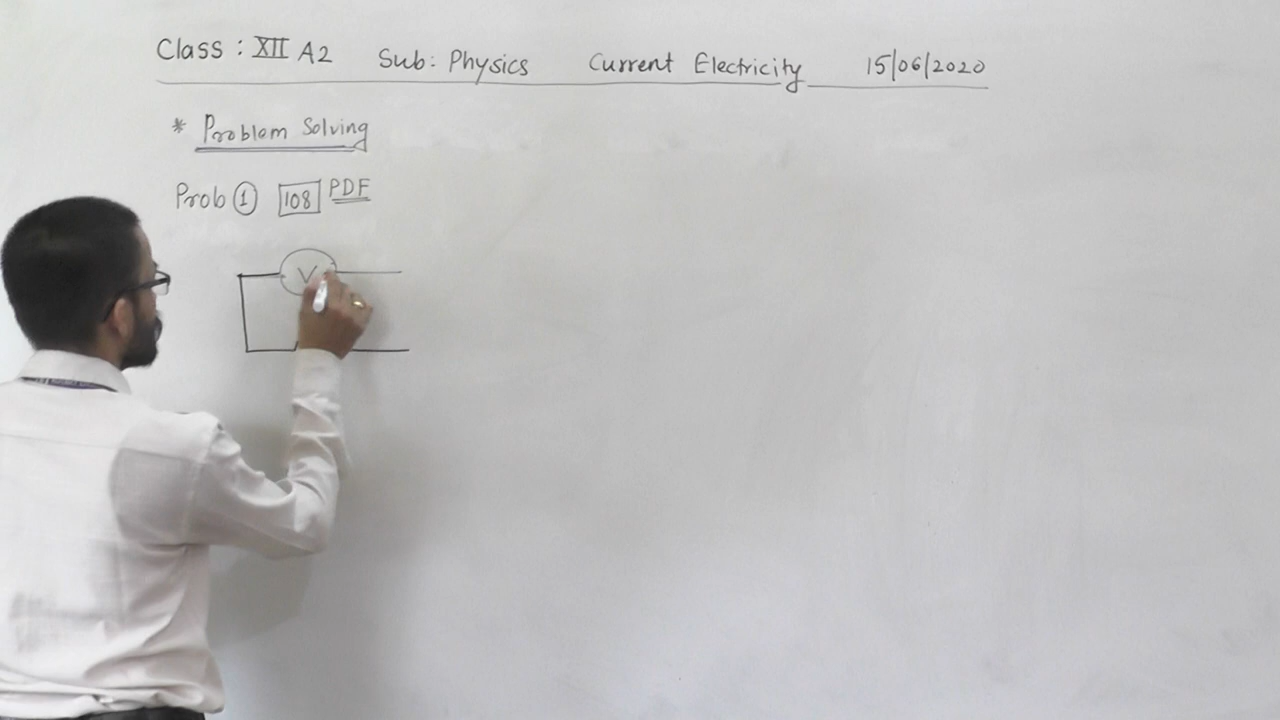 Class : XII A2 Sub: Physics Current Electricity 15/06/2020
* Problem Solving
Prob ① 108 PDF
V